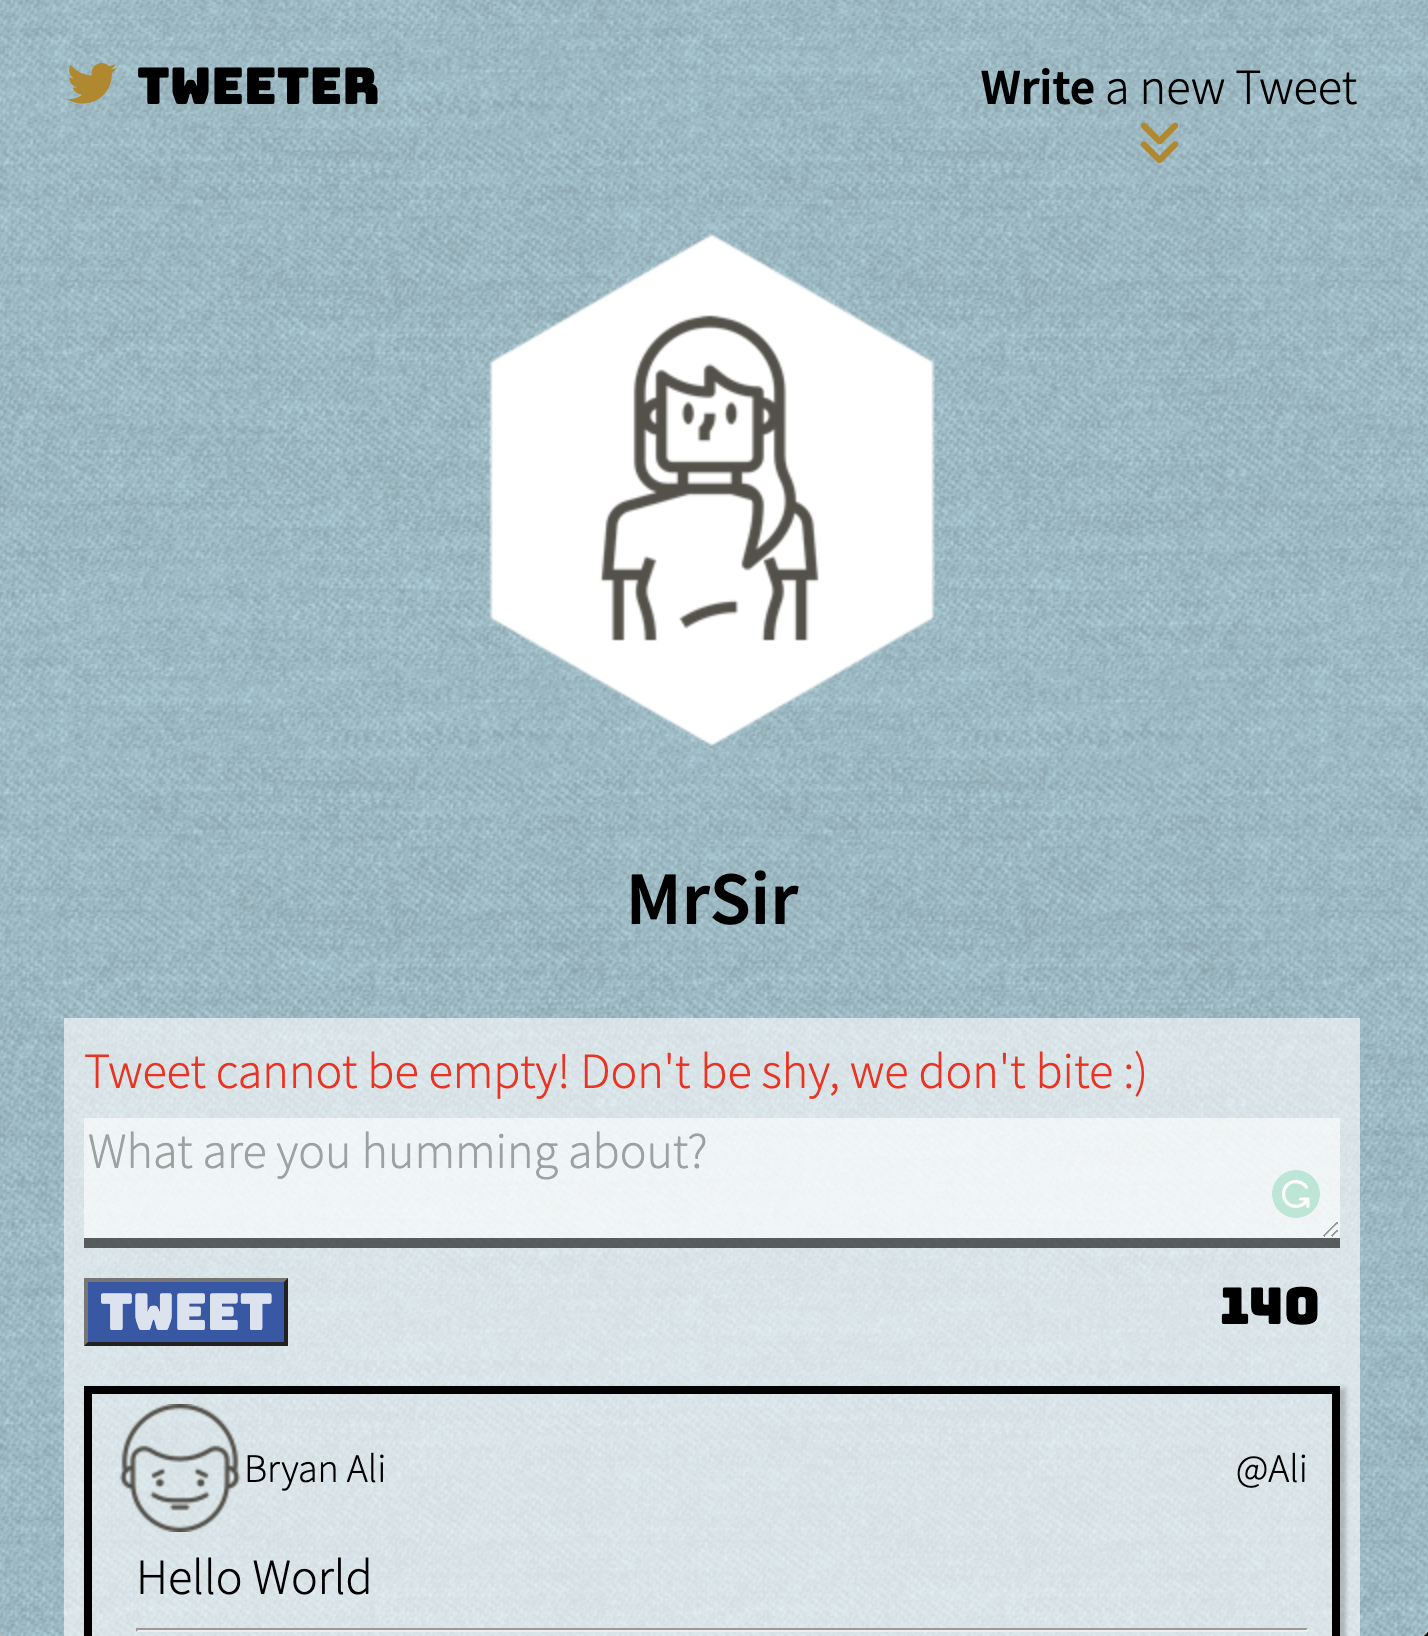 TWEETER
Write a new Tweet
MrSir
Tweet cannot be empty! Don't be shy, we don't bite :)
What are you humming about?
TWEET
140
Bryan Ali
@Ali
Hello World